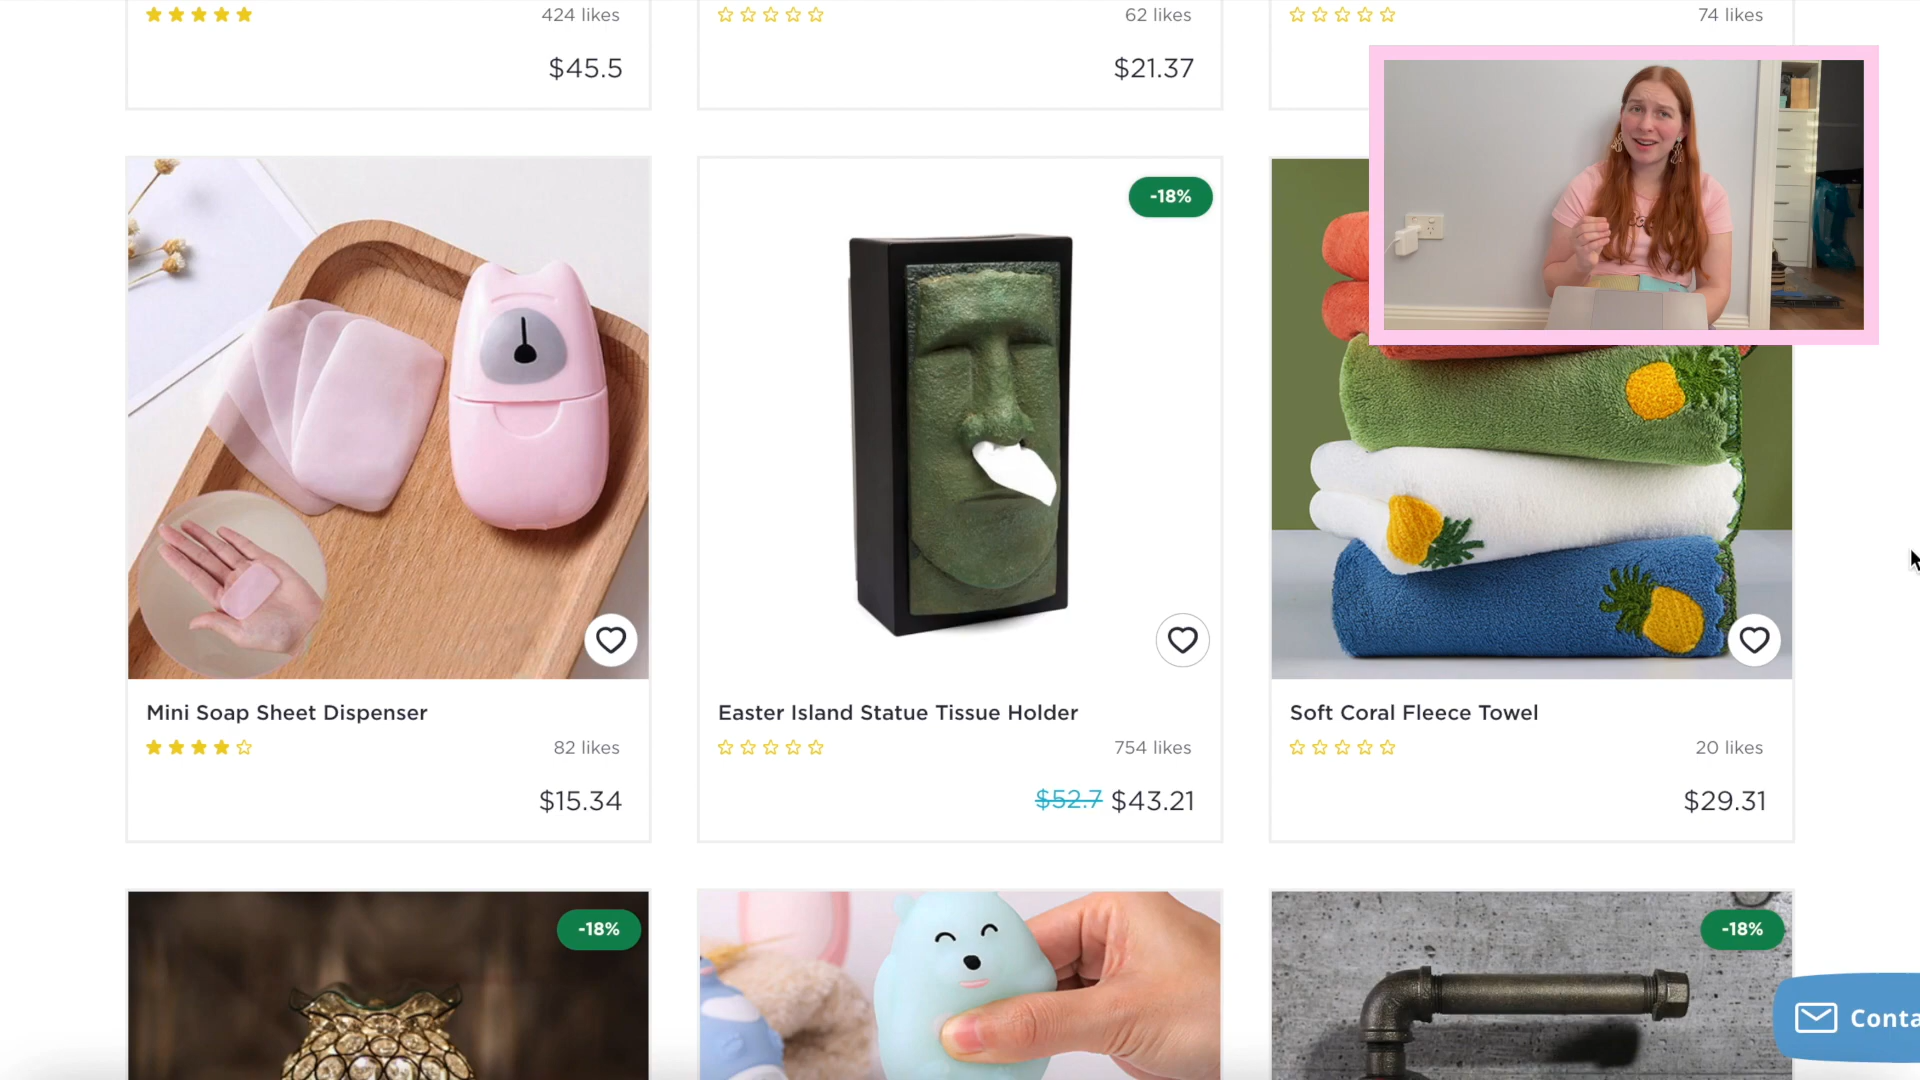 424 likes
62 likes
74 likes
$45.5
$21.37
-18%
Mini Soap Sheet Dispenser
Easter Island Statue Tissue Holder
Soft Coral Fleece Towel
82 likes
754 likes
20 likes
$15.34
$52.7 $43.21
$29.31
-18%
-18%
Conta